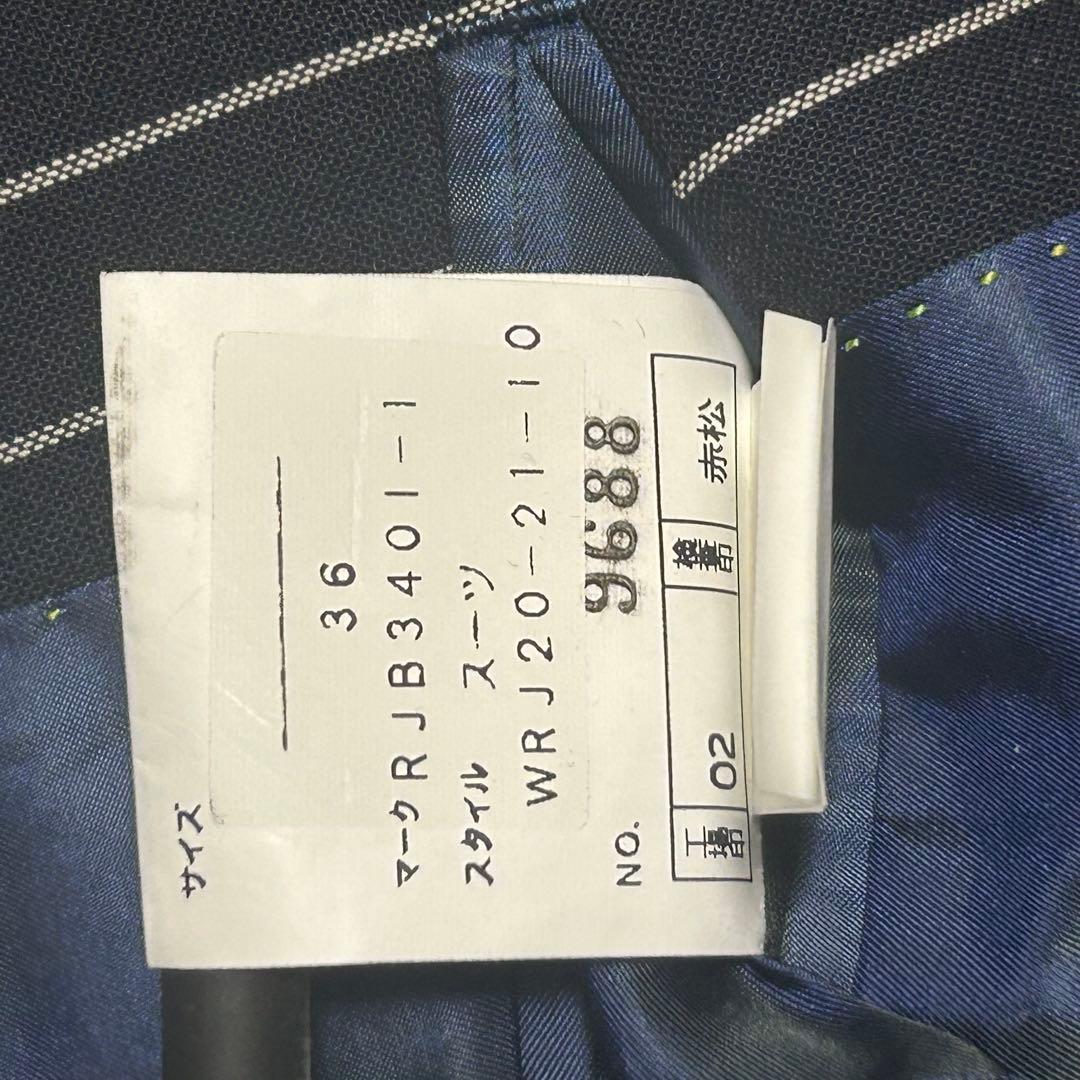 サイズ
36
マーク RJB3401-1
スタイル スーツ
WRJ20-21-10
NO. 9688
工場印 02 検査印 赤松